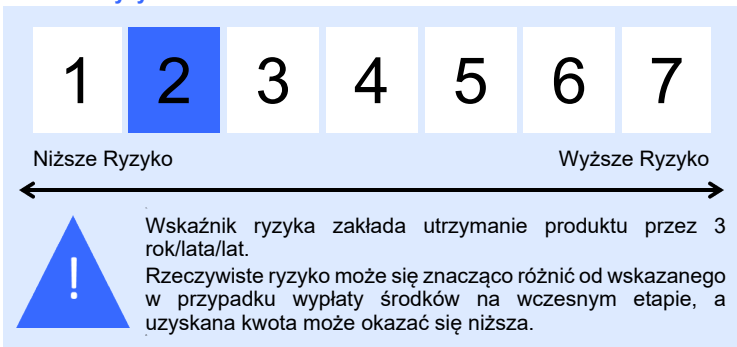 1 2 3 4 5 6 7
Niższe Ryzyko Wyższe Ryzyko
! Wskaźnik ryzyka zakłada utrzymanie produktu przez 3
rok/lata/lat.
Rzeczywiste ryzyko może się znacząco różnić od wskazanego
w przypadku wypłaty środków na wczesnym etapie, a
uzyskana kwota może okazać się niższa.